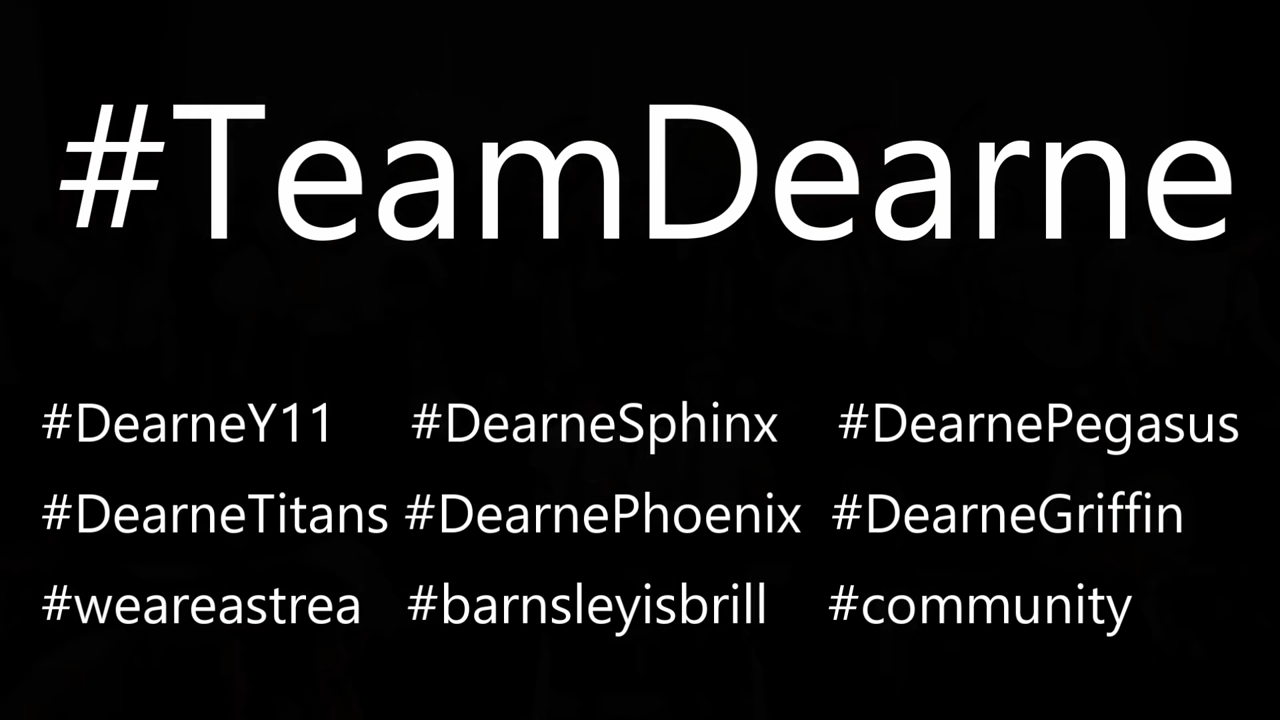 #TeamDearne
#DearneY11 #DearneSphinx #DearnePegasus
#DearneTitans #DearnePhoenix #DearneGriffin
#weareastrea #barnsleyisbrill #community